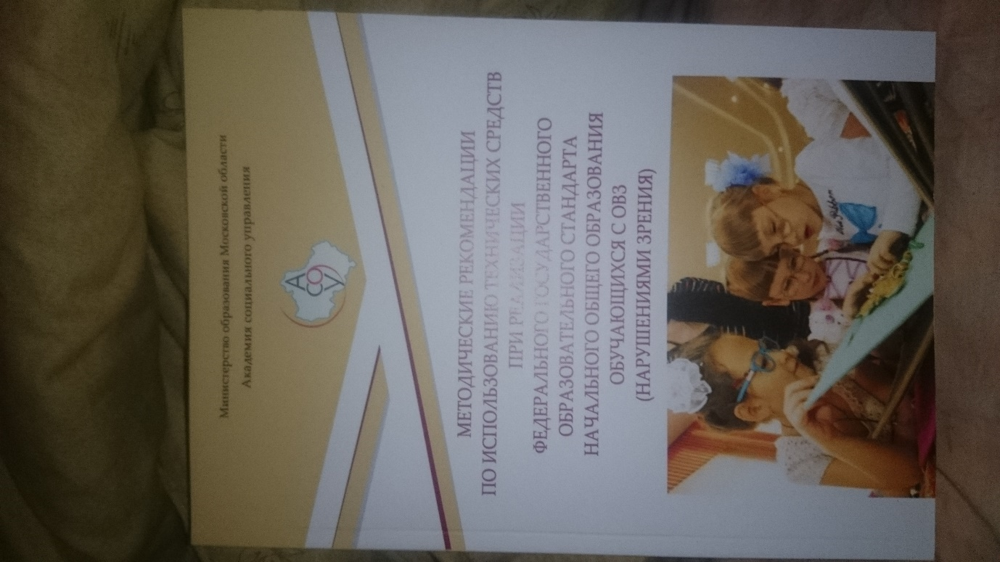 Министерство образования Московской области
Академия социального управления
АСОУ
МЕТОДИЧЕСКИЕ РЕКОМЕНДАЦИИ
ПО ИСПОЛЬЗОВАНИЮ ТЕХНИЧЕСКИХ СРЕДСТВ
ПРИ РЕАЛИЗАЦИИ
ФЕДЕРАЛЬНОГО ГОСУДАРСТВЕННОГО
ОБРАЗОВАТЕЛЬНОГО СТАНДАРТА
НАЧАЛЬНОГО ОБЩЕГО ОБРАЗОВАНИЯ
ОБУЧАЮЩИХСЯ С ОВЗ
(НАРУШЕНИЯМИ ЗРЕНИЯ)